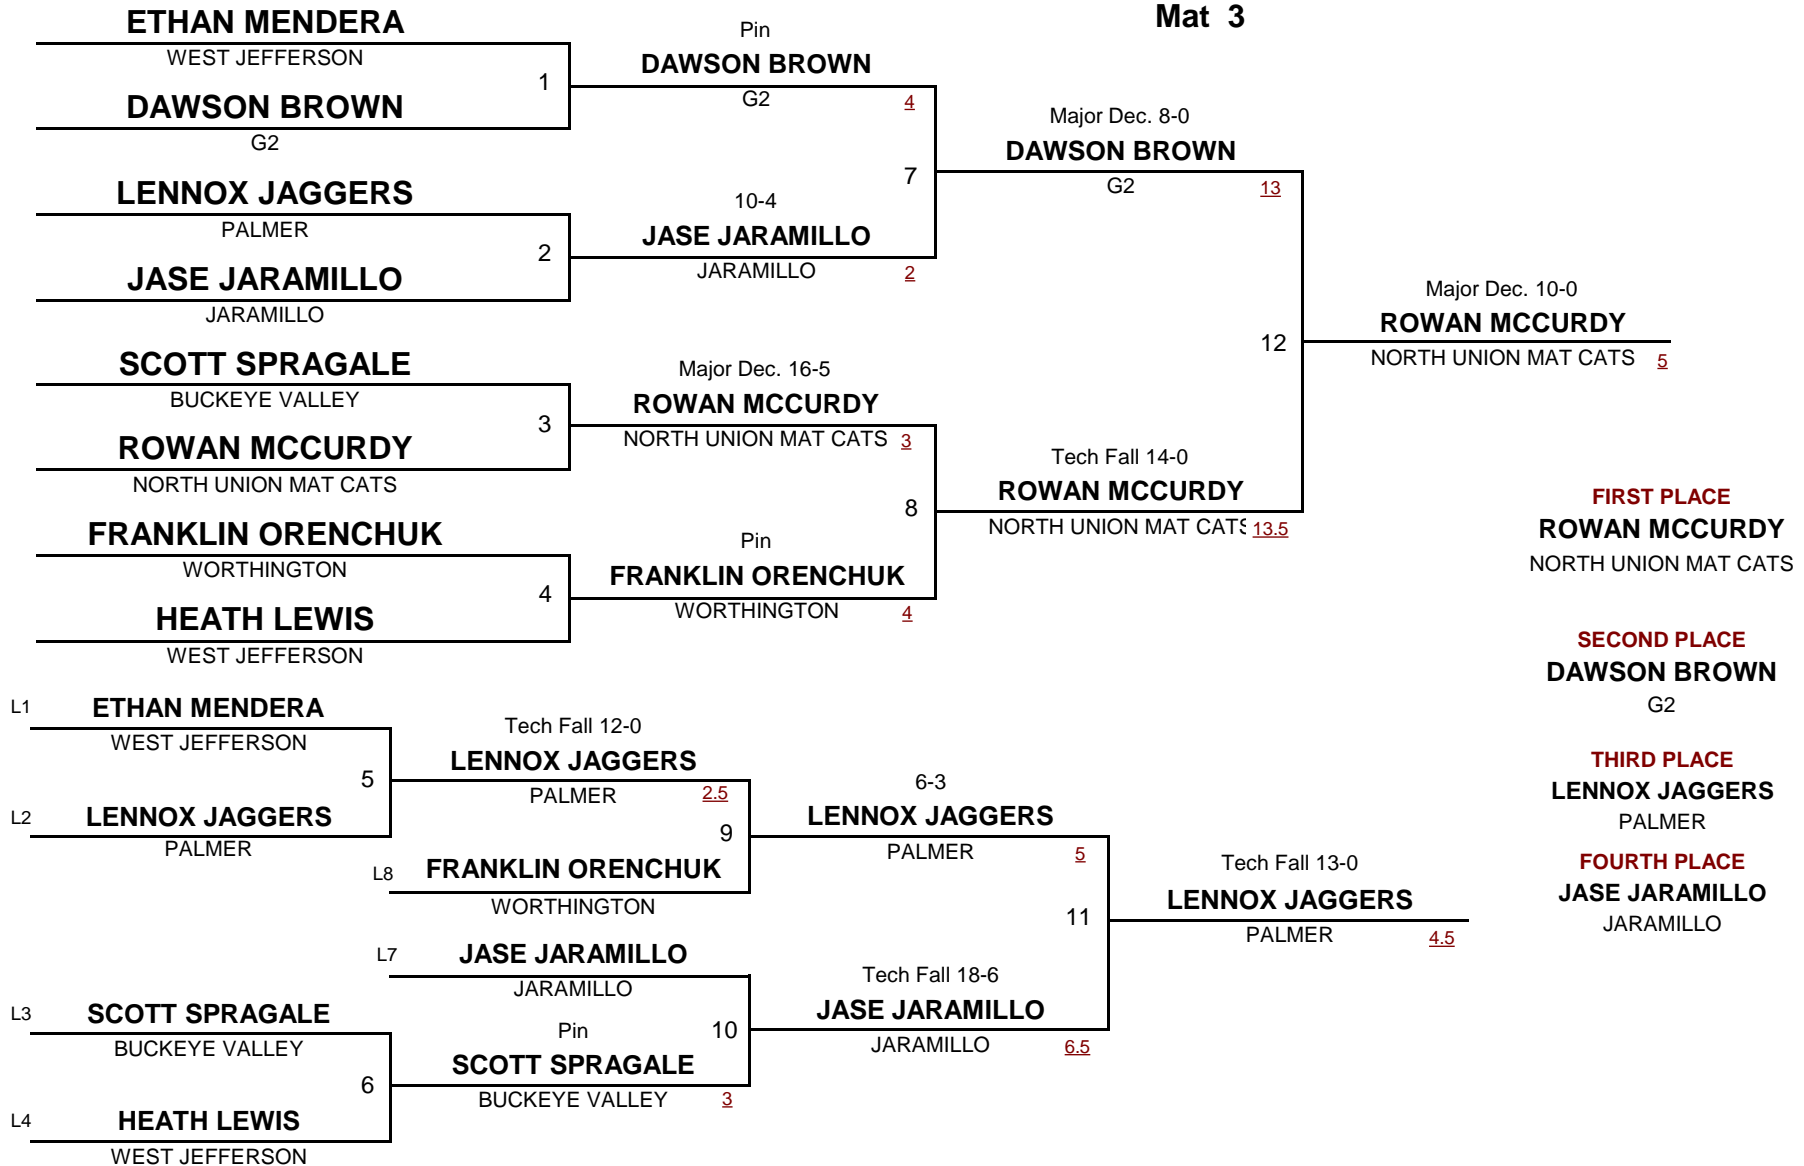 Mat 3
ETHAN MENDERA
WEST JEFFERSON
1
DAWSON BROWN
G2
LENNOX JAGGERS
PALMER
2
JASE JARAMILLO
JARAMILLO
SCOTT SPRAGALE
BUCKEYE VALLEY
3
ROWAN MCCURDY
NORTH UNION MAT CATS
FRANKLIN ORENCHUK
WORTHINGTON
4
HEATH LEWIS
WEST JEFFERSON
Pin
DAWSON BROWN
G2 4
7
10-4
JASE JARAMILLO
JARAMILLO 2
Major Dec. 16-5
ROWAN MCCURDY
NORTH UNION MAT CATS 3
8
Pin
FRANKLIN ORENCHUK
WORTHINGTON 4
Major Dec. 8-0
DAWSON BROWN
G2 13
12
Tech Fall 14-0
ROWAN MCCURDY
NORTH UNION MAT CATS 13.5
Major Dec. 10-0
ROWAN MCCURDY
NORTH UNION MAT CATS 5
FIRST PLACE
ROWAN MCCURDY
NORTH UNION MAT CATS
SECOND PLACE
DAWSON BROWN
G2
THIRD PLACE
LENNOX JAGGERS
PALMER
FOURTH PLACE
JASE JARAMILLO
JARAMILLO
L1 ETHAN MENDERA
WEST JEFFERSON
5
L2 LENNOX JAGGERS
PALMER
L3 SCOTT SPRAGALE
BUCKEYE VALLEY
6
L4 HEATH LEWIS
WEST JEFFERSON
Tech Fall 12-0
LENNOX JAGGERS
PALMER 2.5
9
L8 FRANKLIN ORENCHUK
WORTHINGTON
L7 JASE JARAMILLO
JARAMILLO
Pin 10
SCOTT SPRAGALE
BUCKEYE VALLEY 3
6-3
LENNOX JAGGERS
PALMER 5
11
Tech Fall 18-6
JASE JARAMILLO
JARAMILLO 6.5
Tech Fall 13-0
LENNOX JAGGERS
PALMER 4.5